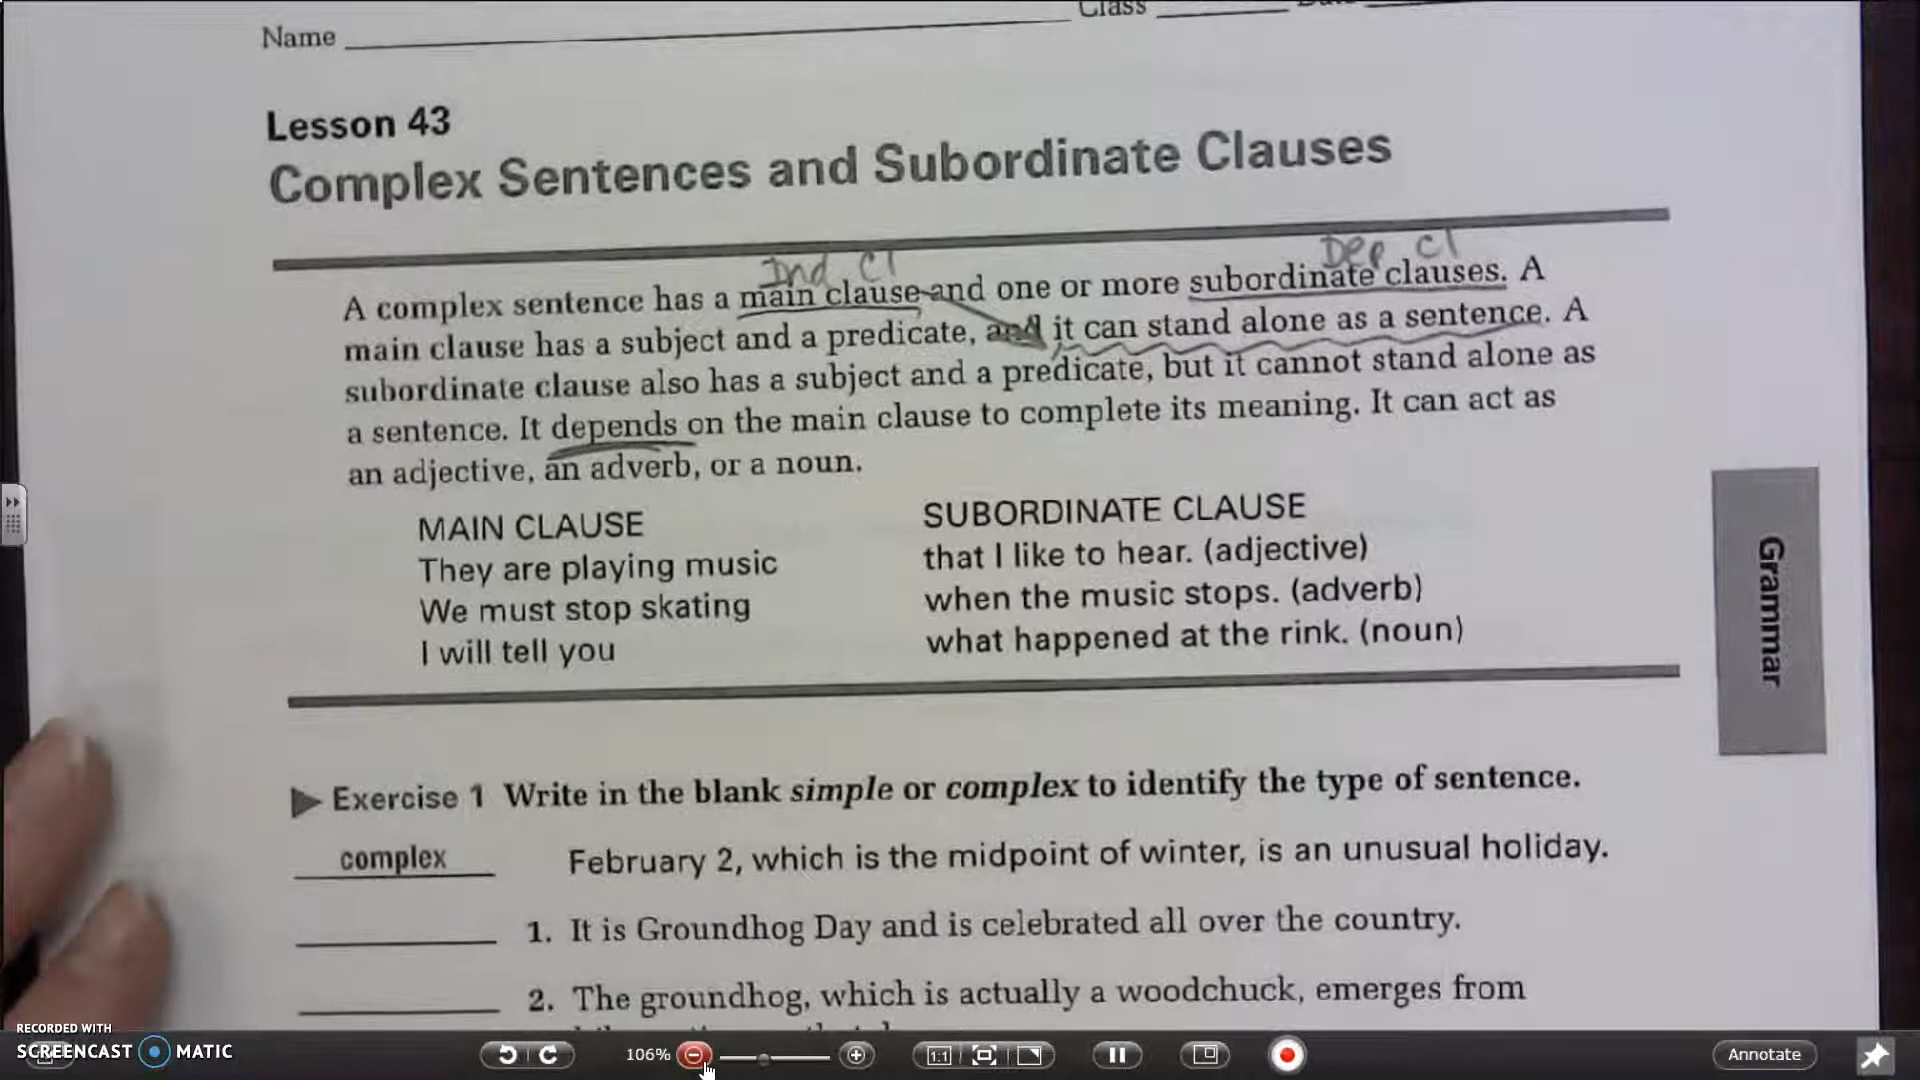 Name Class
Lesson 43
Complex Sentences and Subordinate Clauses
Ind. Cl Dep Cl
A complex sentence has a main clause and one or more subordinate clauses. A
main clause has a subject and a predicate, and it can stand alone as a sentence. A
subordinate clause also has a subject and a predicate, but it cannot stand alone as
a sentence. It depends on the main clause to complete its meaning. It can act as
an adjective, an adverb, or a noun.
MAIN CLAUSE SUBORDINATE CLAUSE
They are playing music that I like to hear. (adjective)
We must stop skating when the music stops. (adverb)
I will tell you what happened at the rink. (noun)
Grammar
Exercise 1 Write in the blank simple or complex to identify the type of sentence.
complex February 2, which is the midpoint of winter, is an unusual holiday.
1. It is Groundhog Day and is celebrated all over the country.
2. The groundhog, which is actually a woodchuck, emerges from
RECORDED WITH
SCREENCAST MATIC
106% 1:1 Annotate